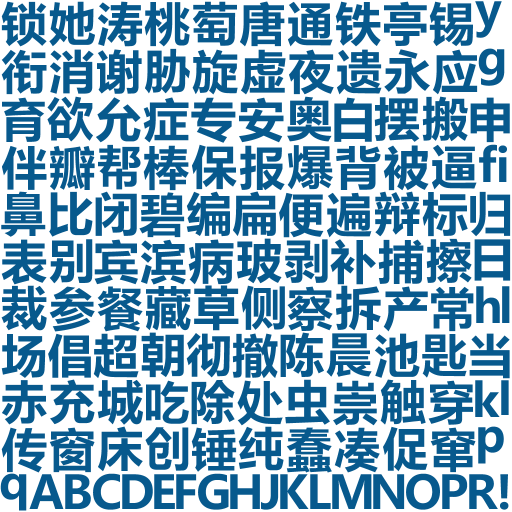 锁她涛桃萄唐通铁亭锡y
衔消谢胁旋虚夜遗永应g
育欲允症专安奥白摆搬申
伴瓣帮棒保报爆背被逼fi
鼻比闭碧编扁便遍辩标归
表别宾滨病玻剥补捕擦日
裁参餐藏草侧察拆产常hl
场倡超朝彻撤陈晨池匙当
赤充城吃除处虫崇触穿kl
传窗床创锤纯蠢凑促窜p
qABCDEFGHJKLMNOPR!